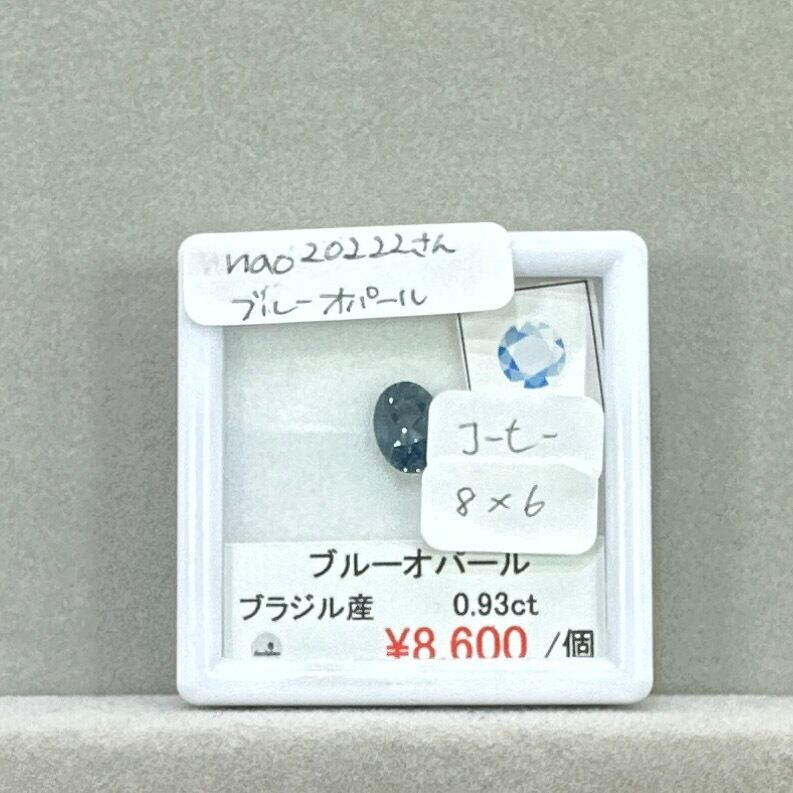 nao20222さん
ブルーオパール
コーヒー
8×6
ブルーオパール
ブラジル産 0.93ct
¥8,600 /個